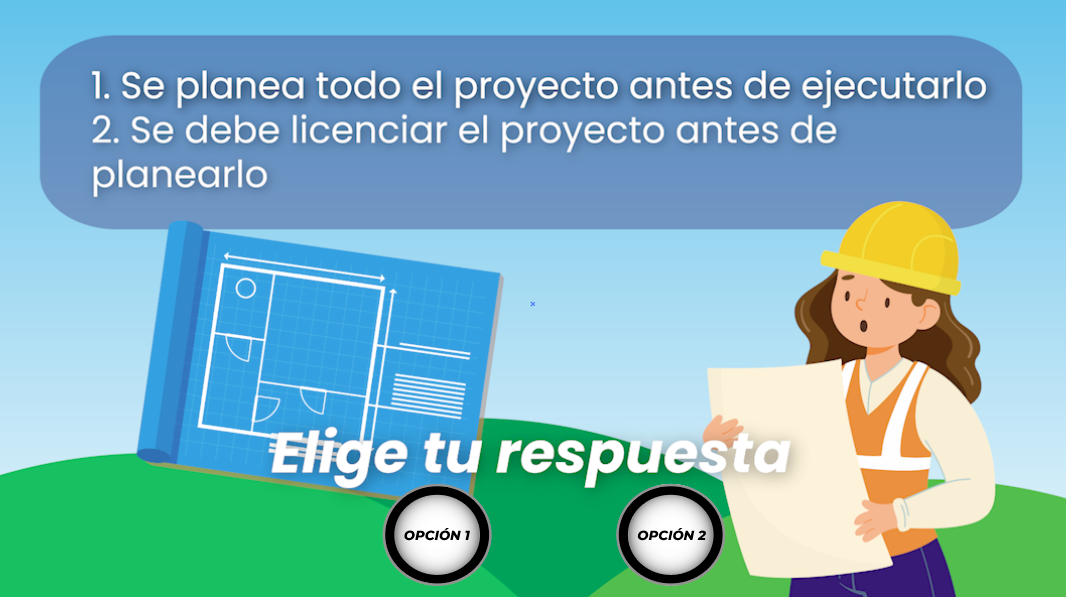 1. Se planea todo el proyecto antes de ejecutarlo
2. Se debe licenciar el proyecto antes de
planearlo
Elige tu respuesta
OPCIÓN 1
OPCIÓN 2